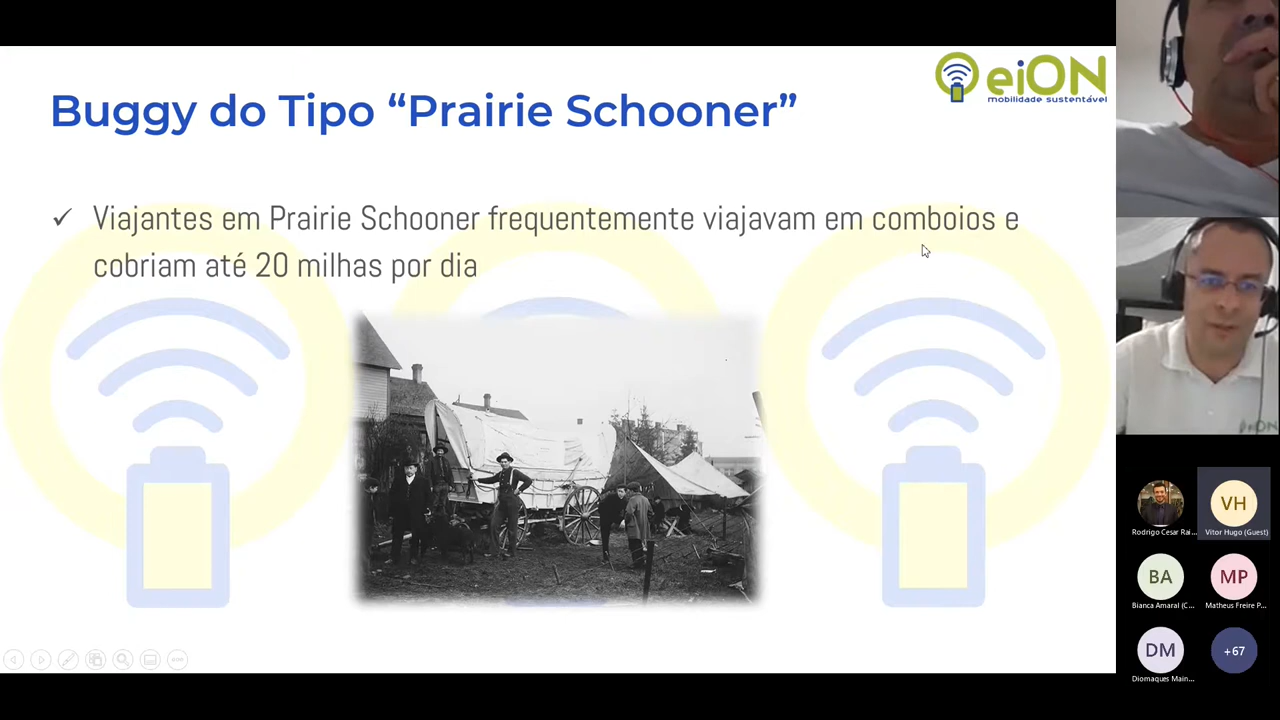 eiON
mobilidade sustentável
Buggy do Tipo “Prairie Schooner”
Viajantes em Prairie Schooner frequentemente viajavam em comboios e
cobriam até 20 milhas por dia
eiON
VH
Rodrigo Cesar Rai...
Vitor Hugo (Guest)
BA
MP
Bianca Amaral (C...
Matheus Freire P...
DM
+67
Diomaques Main...